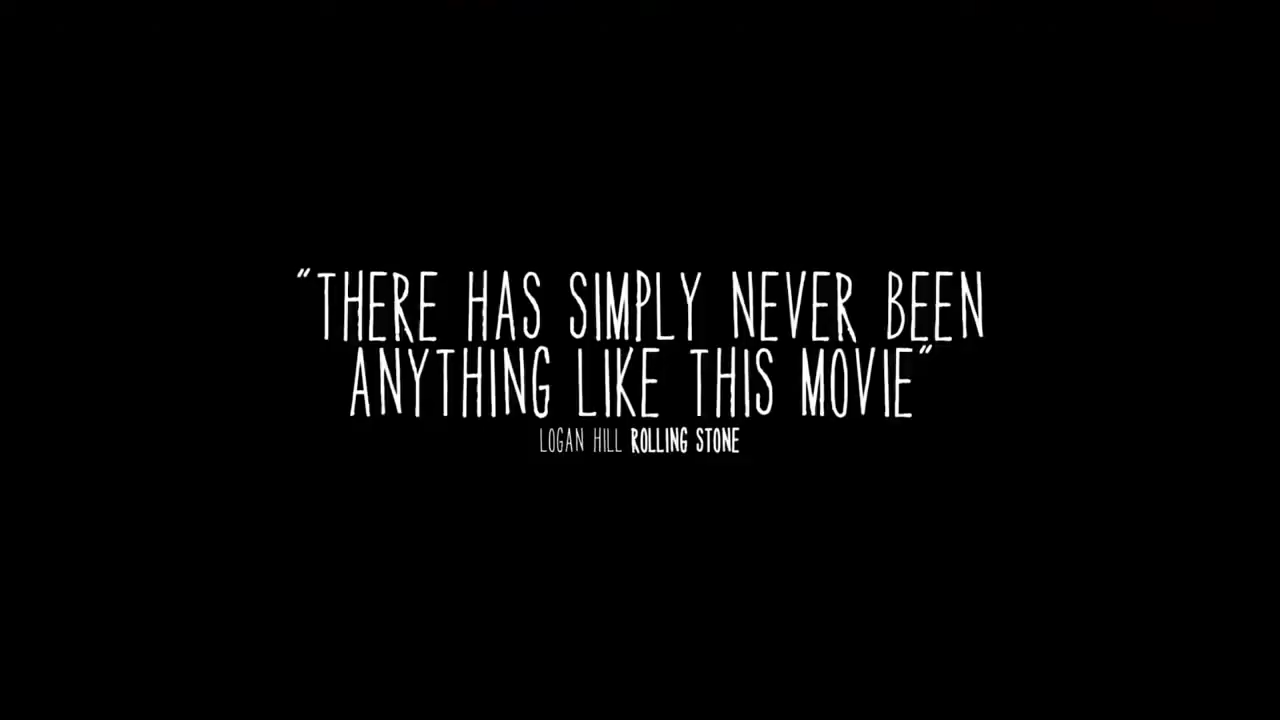 “THERE HAS SIMPLY NEVER BEEN
ANYTHING LIKE THIS MOVIE”
LOGAN HILL ROLLING STONE